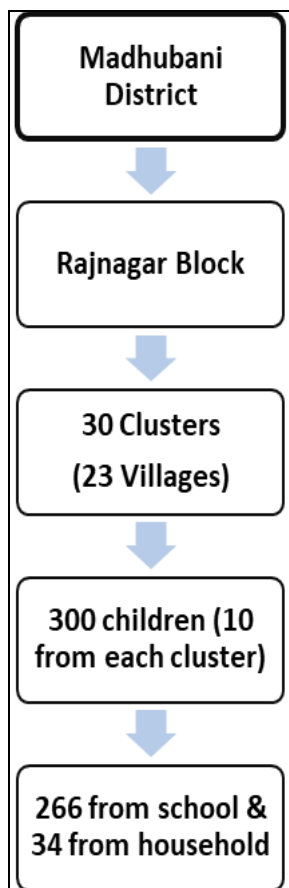 Madhubani
District
Rajnagar Block
30 Clusters
(23 Villages)
300 children (10
from each cluster)
266 from school &
34 from household